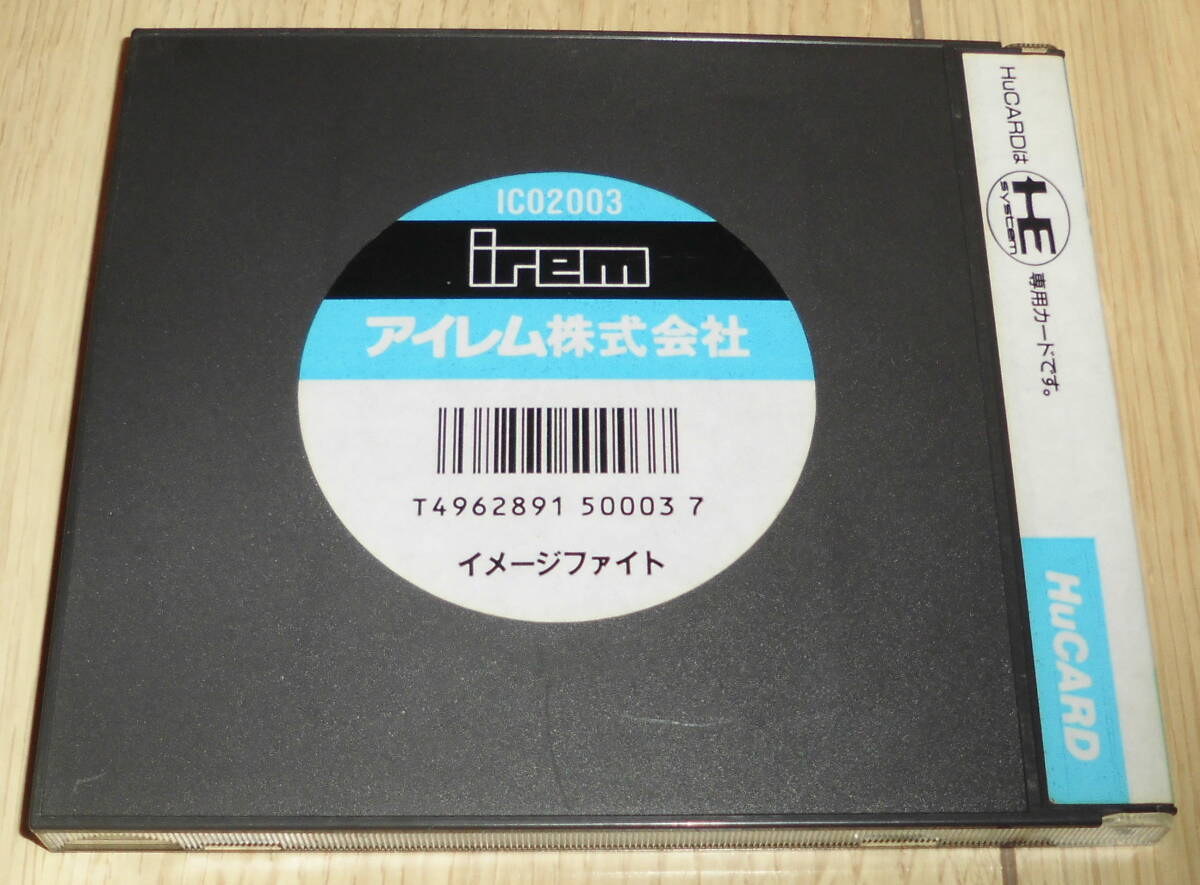 IC02003
irem
アイレム株式会社
T4962891 50003 7
イメージファイト
HuCARDは HE system 専用カードです。
HuCARD